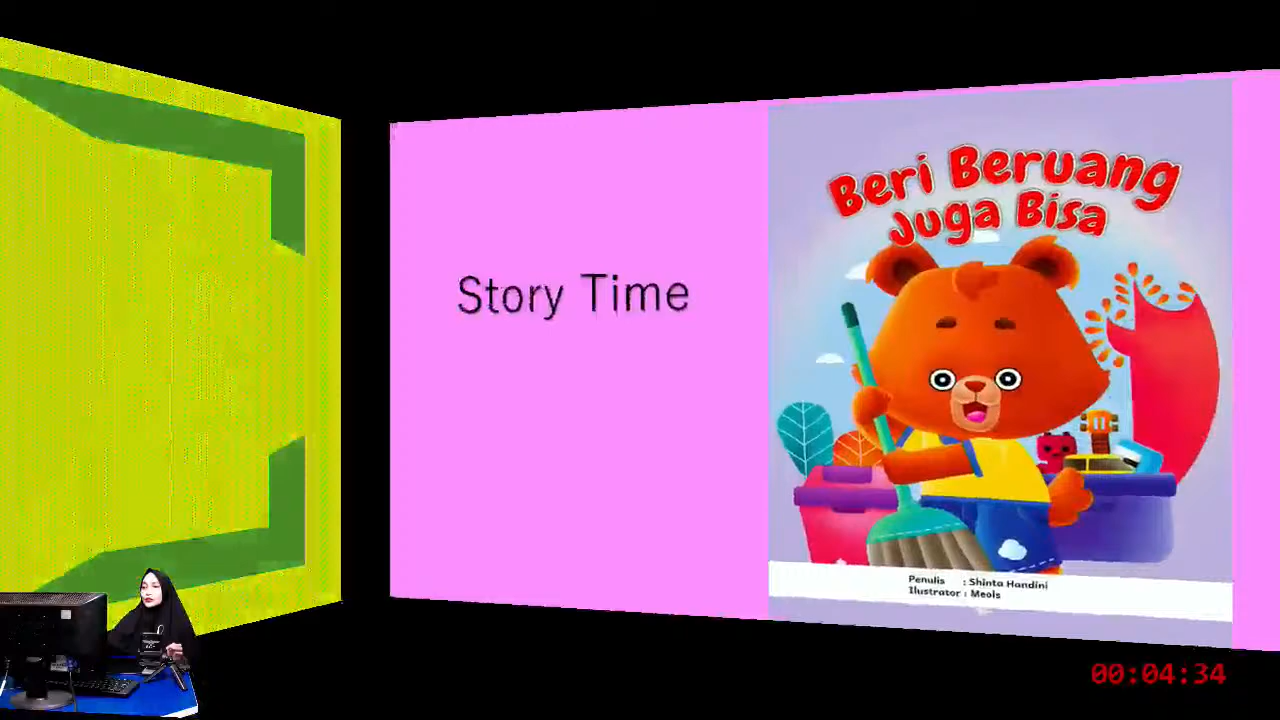 Story Time
Beri Beruang
Juga Bisa
Penulis : Shinta Handini
Ilustrator : Meols
00:04:34